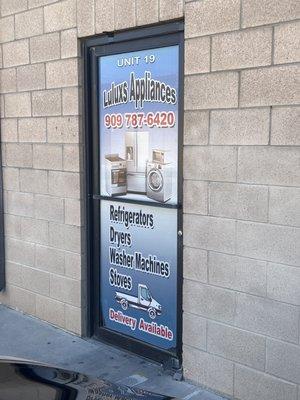 UNIT 19
Luluxs Appliances
909 787-6420
Refrigerators
Dryers
Washer Machines
Stoves
Delivery Available